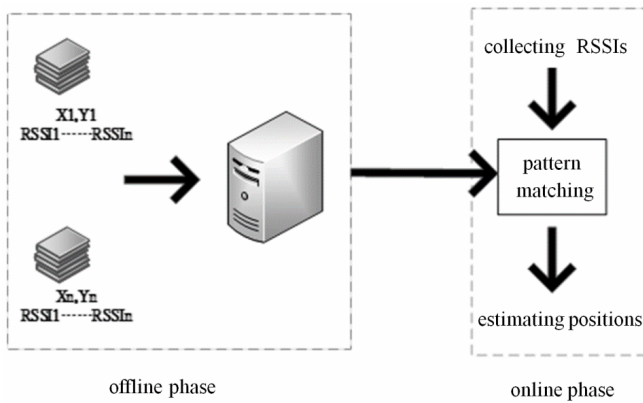 X1,Y1
RSSI1-----RSSIn
Xn,Yn
RSSI1-----RSSIn
offline phase
collecting RSSIs
pattern
matching
estimating positions
online phase